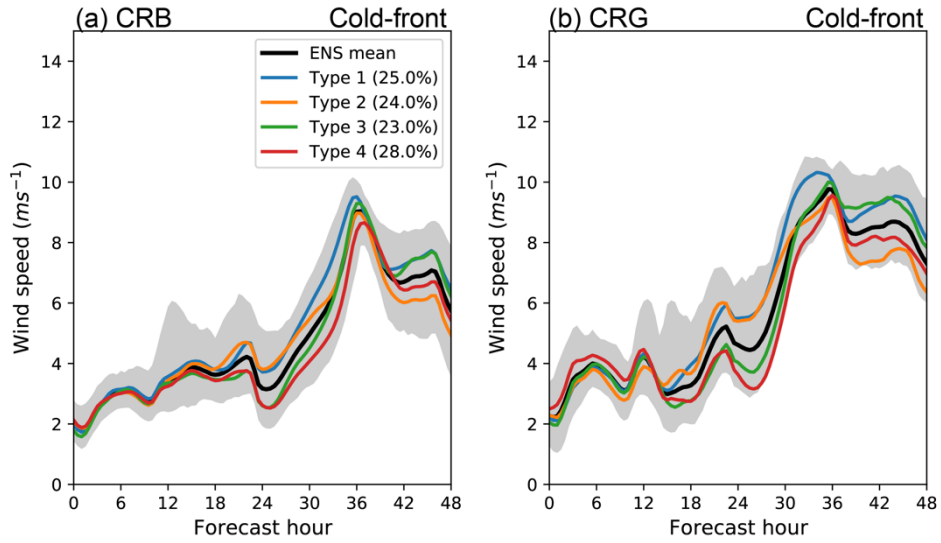 (a) CRB Cold-front
14
12
10
8
6
4
2
0
Wind speed (ms⁻¹)
ENS mean
Type 1 (25.0%)
Type 2 (24.0%)
Type 3 (23.0%)
Type 4 (28.0%)
0 6 12 18 24 30 36 42 48
Forecast hour
(b) CRG Cold-front
14
12
10
8
6
4
2
0
Wind speed (ms⁻¹)
0 6 12 18 24 30 36 42 48
Forecast hour